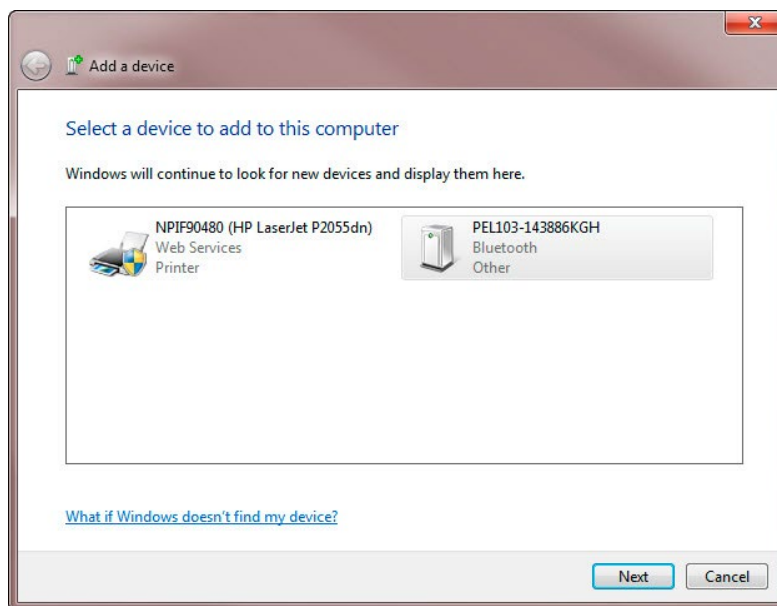 Add a device
Select a device to add to this computer
Windows will continue to look for new devices and display them here.
NPIF90480 (HP LaserJet P2055dn)
Web Services
Printer
PEL103-143886KGH
Bluetooth
Other
What if Windows doesn't find my device?
Next
Cancel